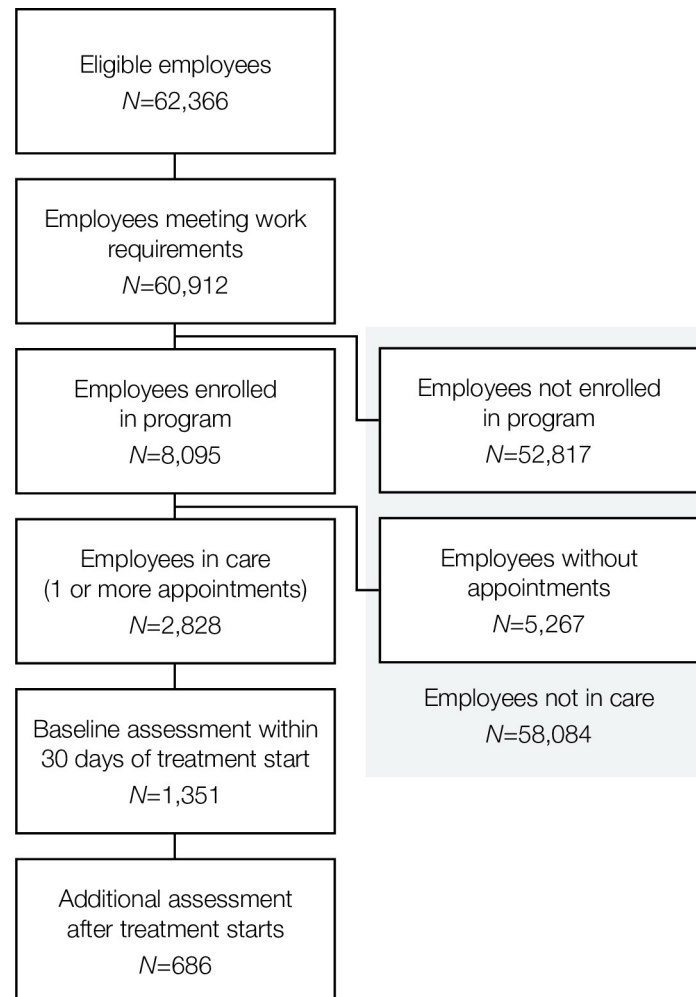 Eligible employees
N=62,366
Employees meeting work
requirements
N=60,912
Employees enrolled
in program
N=8,095
Employees not enrolled
in program
N=52,817
Employees in care
(1 or more appointments)
N=2,828
Employees without
appointments
N=5,267
Employees not in care
N=58,084
Baseline assessment within
30 days of treatment start
N=1,351
Additional assessment
after treatment starts
N=686